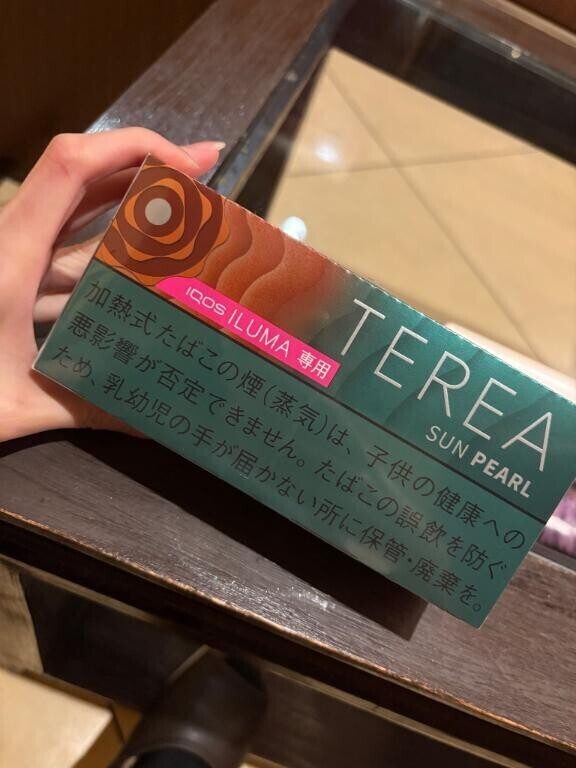 IQOS ILUMA 専用
TEREA
SUN PEARL
加熱式たばこの煙(蒸気)は、子供の健康への
悪影響が否定できません。たばこの誤飲を防ぐ
ため、乳幼児の手が届かない所に保管・廃棄を。